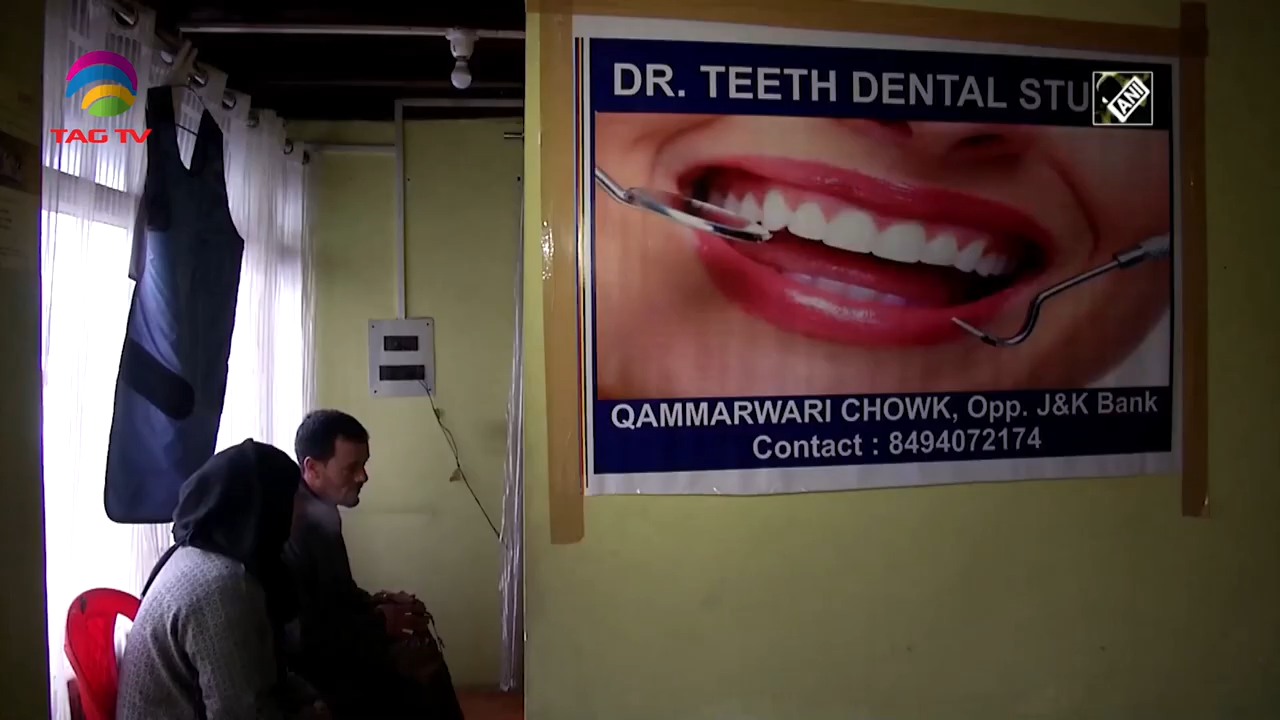 TAG TV
DR. TEETH DENTAL STU
ANI
QAMMARWARI CHOWK, Opp. J&K Bank
Contact : 8494072174